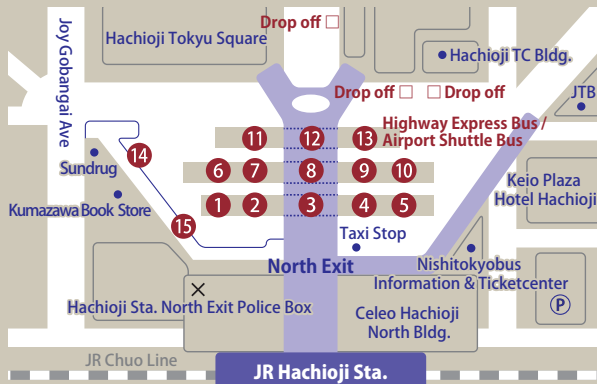 Drop off
Hachioji Tokyu Square
Joy Gobangai Ave
Hachioji TC Bldg.
Drop off
Drop off
JTB
11
12
13
Highway Express Bus /
Airport Shuttle Bus
14
Sundrug
6
7
8
9
10
Keio Plaza
Hotel Hachioji
Kumazawa Book Store
1
2
3
4
5
15
Taxi Stop
North Exit
Nishitokyobus
Information & Ticketcenter
Hachioji Sta. North Exit Police Box
Celeo Hachioji
North Bldg.
P
JR Chuo Line
JR Hachioji Sta.